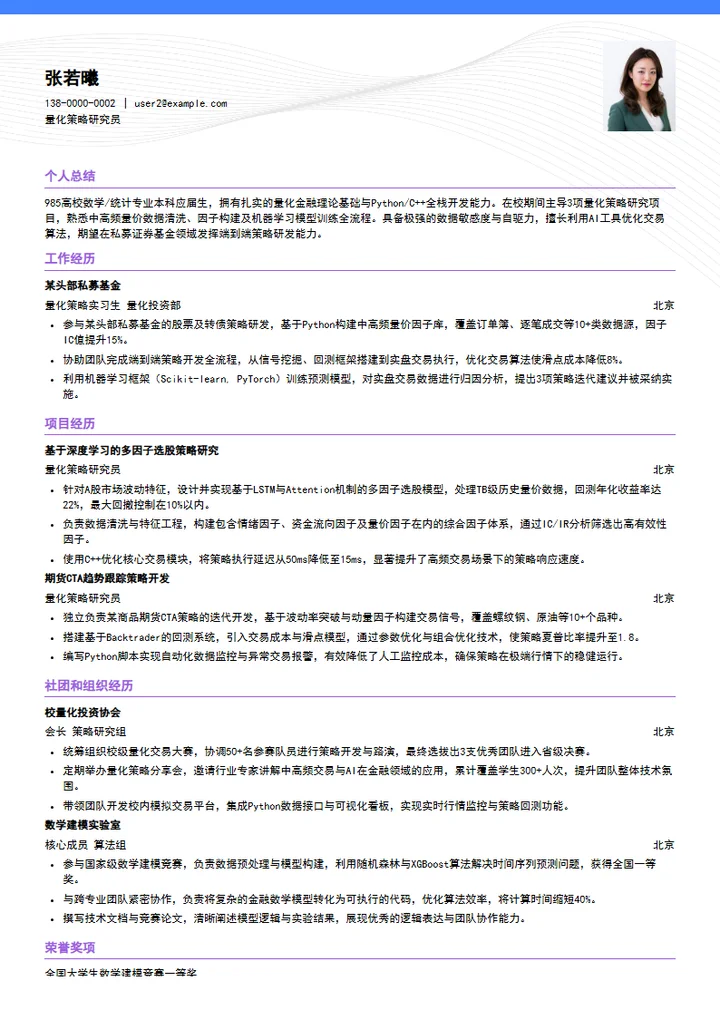 张若曦
138-0000-0002 | user2@example.com
量化策略研究员
个人总结
985高校数学/统计专业本科应届生，拥有扎实的量化金融理论基础与Python/C++全栈开发能力。在校期间主导3项量化策略研究项
目，熟悉中高频量价数据清洗、因子构建及机器学习模型训练全流程。具备极强的数据敏感度与自驱力，擅长利用AI工具优化交易
算法，期望在私募证券基金领域发挥端到端策略研发能力。
工作经历
某头部私募基金
量化策略实习生 量化投资部 北京
• 参与某头部私募基金的股票及转债策略研发，基于Python构建中高频量价因子库，覆盖订单簿、逐笔成交等10+类数据源，因子
IC值提升15%。
• 协助团队完成端到端策略开发全流程，从信号挖掘、回测框架搭建到实盘交易执行，优化交易算法使滑点成本降低8%。
• 利用机器学习框架（Scikit-learn, PyTorch）训练预测模型，对实盘交易数据进行归因分析，提出3项策略迭代建议并被采纳实
施。
项目经历
基于深度学习的多因子选股策略研究
量化策略研究员 北京
• 针对A股市场波动特征，设计并实现基于LSTM与Attention机制的多因子选股模型，处理TB级历史量价数据，回测年化收益率达
22%，最大回撤控制在10%以内。
• 负责数据清洗与特征工程，构建包含情绪因子、资金流向因子及量价因子在内的综合因子体系，通过IC/IR分析筛选出高有效性
因子。
• 使用C++优化核心交易模块，将策略执行延迟从50ms降低至15ms，显著提升了高频交易场景下的策略响应速度。
期货CTA趋势跟踪策略开发
量化策略研究员 北京
• 独立负责某商品期货CTA策略的迭代开发，基于波动率突破与动量因子构建交易信号，覆盖螺纹钢、原油等10+个品种。
• 搭建基于Backtrader的回测系统，引入交易成本与滑点模型，通过参数优化与组合优化技术，使策略夏普比率提升至1.8。
• 编写Python脚本实现自动化数据监控与异常交易报警，有效降低了人工监控成本，确保策略在极端行情下的稳健运行。
社团和组织经历
校量化投资协会
会长 策略研究组 北京
• 统筹组织校级量化交易大赛，协调50+名参赛队员进行策略开发与路演，最终选拔出3支优秀团队进入省级决赛。
• 定期举办量化策略分享会，邀请行业专家讲解中高频交易与AI在金融领域的应用，累计覆盖学生300+人次，提升团队整体技术氛
围。
• 带领团队开发校内模拟交易平台，集成Python数据接口与可视化看板，实现实时行情监控与策略回测功能。
数学建模实验室
核心成员 算法组 北京
• 参与国家级数学建模竞赛，负责数据预处理与模型构建，利用随机森林与XGBoost算法解决时间序列预测问题，获得全国一等
奖。
• 与跨专业团队紧密协作，负责将复杂的金融数学模型转化为可执行的代码，优化算法效率，将计算时间缩短40%。
• 撰写技术文档与竞赛论文，清晰阐述模型逻辑与实验结果，展现优秀的逻辑表达与团队协作能力。
荣誉奖项
全国大学生数学建模竞赛一等奖